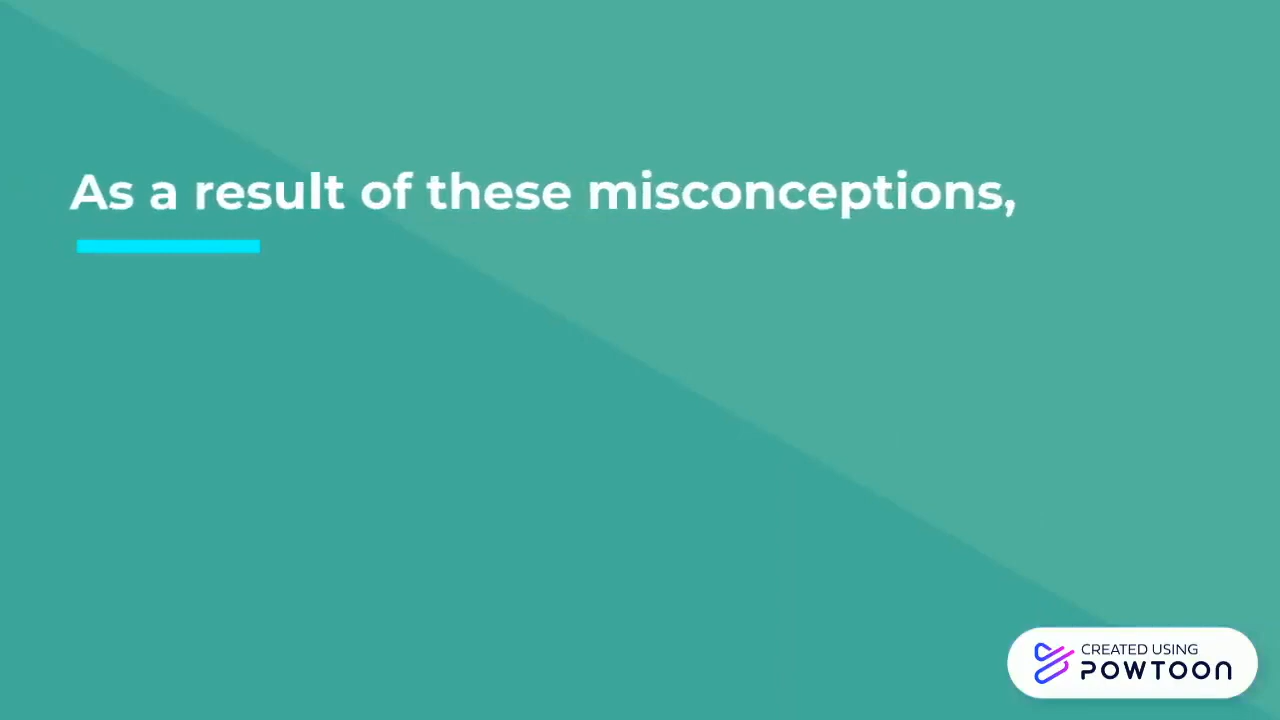 As a result of these misconceptions,
CREATED USING
POWTOON